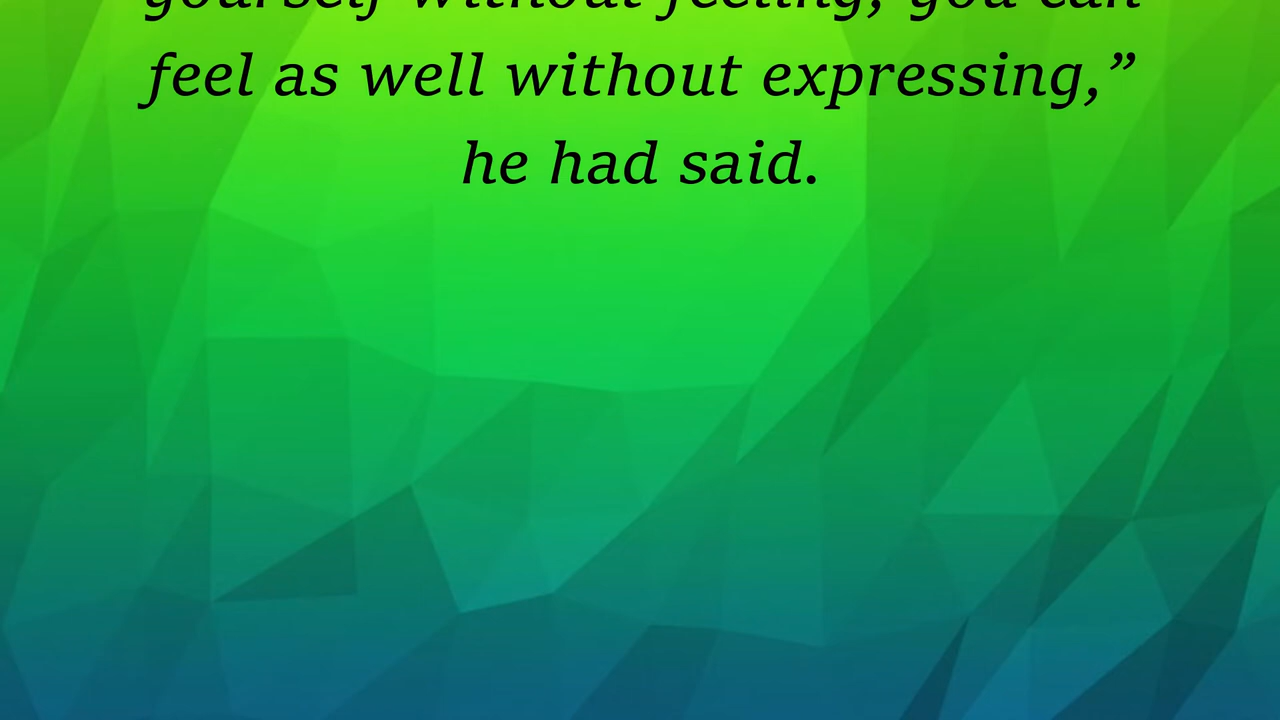 yourself without feeling, you can
feel as well without expressing,”
he had said.